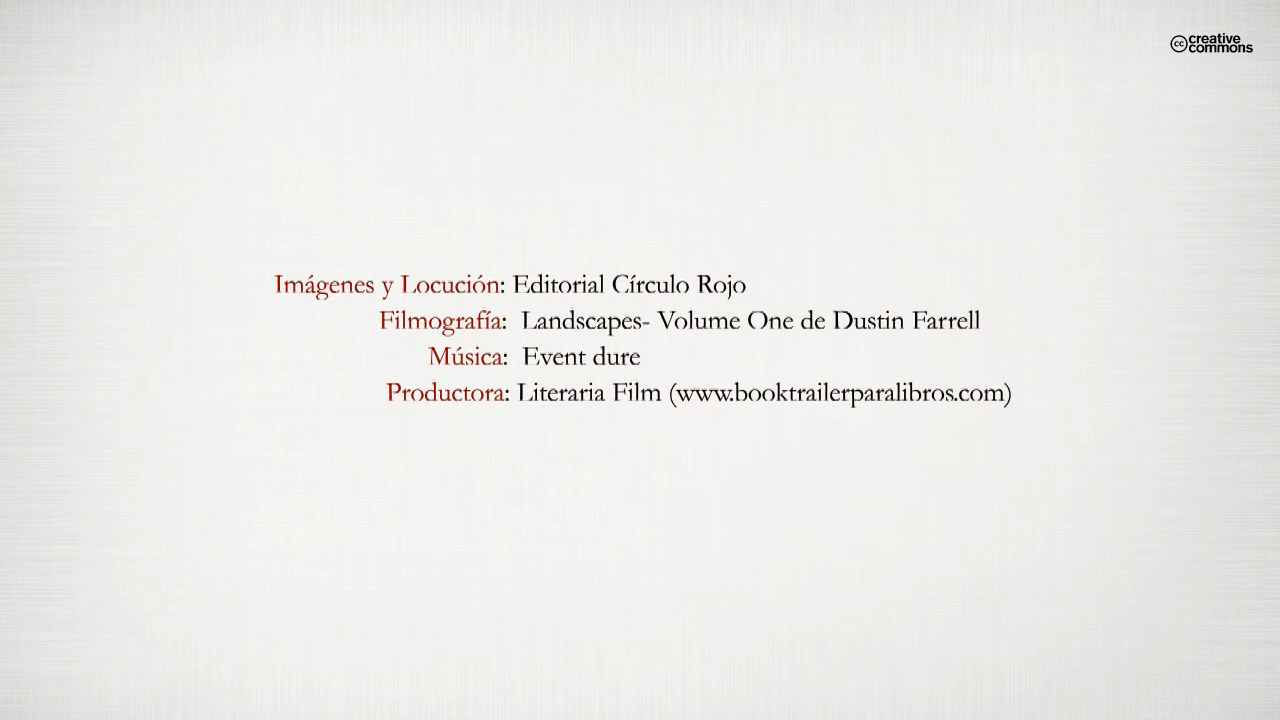 cc creative
commons
Imágenes y Locución: Editorial Círculo Rojo
Filmografía: Landscapes- Volume One de Dustin Farrell
Música: Event dure
Productora: Literaria Film (www.booktrailerparalibros.com)